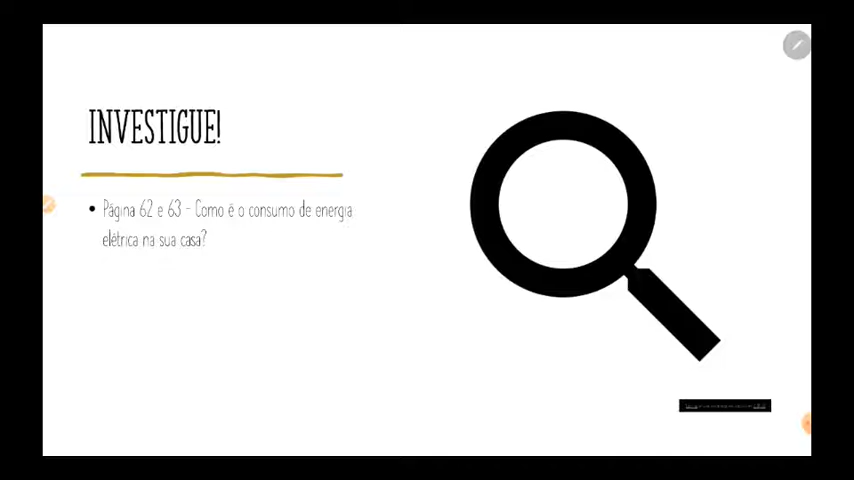 INVESTIGUE!
• Página 62 e 63 - Como é o consumo de energia
elétrica na sua casa?